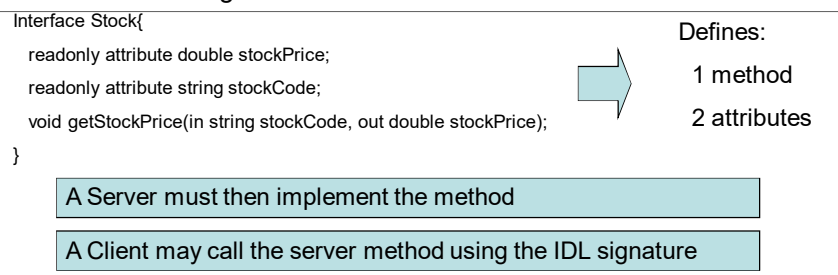 Interface Stock{
readonly attribute double stockPrice;
readonly attribute string stockCode;
void getStockPrice(in string stockCode, out double stockPrice);
}
Defines:
1 method
2 attributes
A Server must then implement the method
A Client may call the server method using the IDL signature